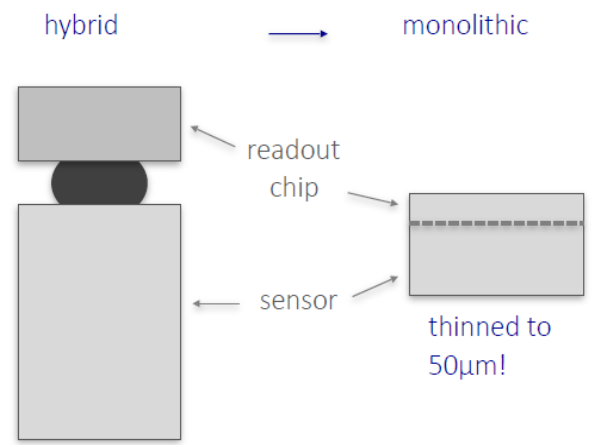 hybrid
monolithic
readout
chip
sensor
thinned to
50µm!